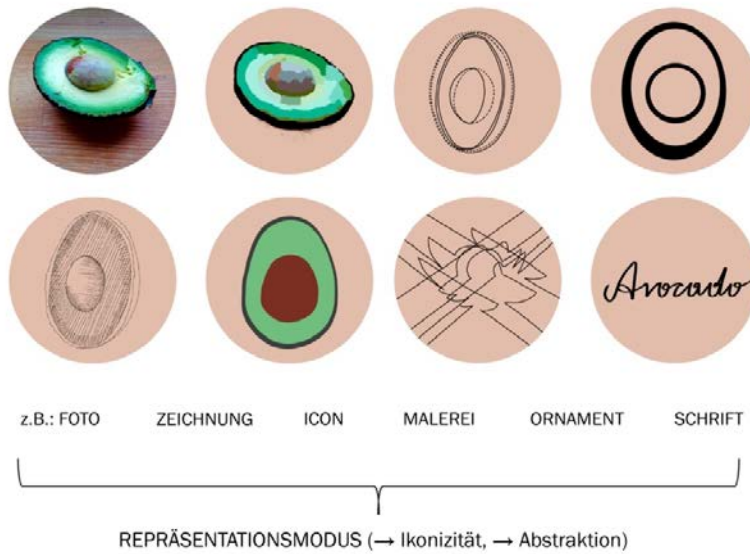 Avocado
z.B.: FOTO ZEICHNUNG ICON MALEREI ORNAMENT SCHRIFT
REPRÄSENTATIONSMODUS (→ Ikonizität, → Abstraktion)